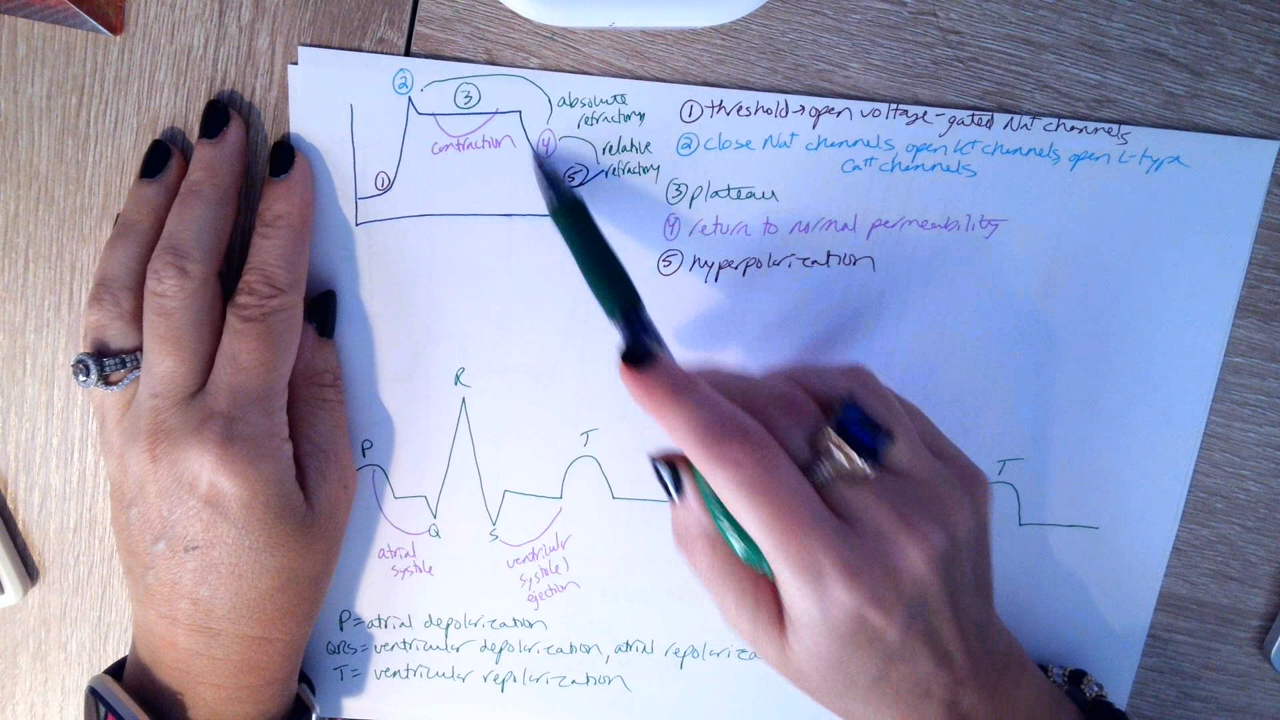 ② ③ absolute
refractory
contraction
④ relative
refractory
①
⑤
① threshold → open voltage-gated Na+ channels
② close Na+ channels, open K+ channels, open L-type
Ca++ channels
③ plateau
④ return to normal permeability
⑤ hyperpolarization
R
P
T
T
Q
S
atrial
systole
ventricular
systole/
ejection
P= atrial depolarization
QRS= ventricular depolarization, atrial repolariza
T= ventricular repolarization